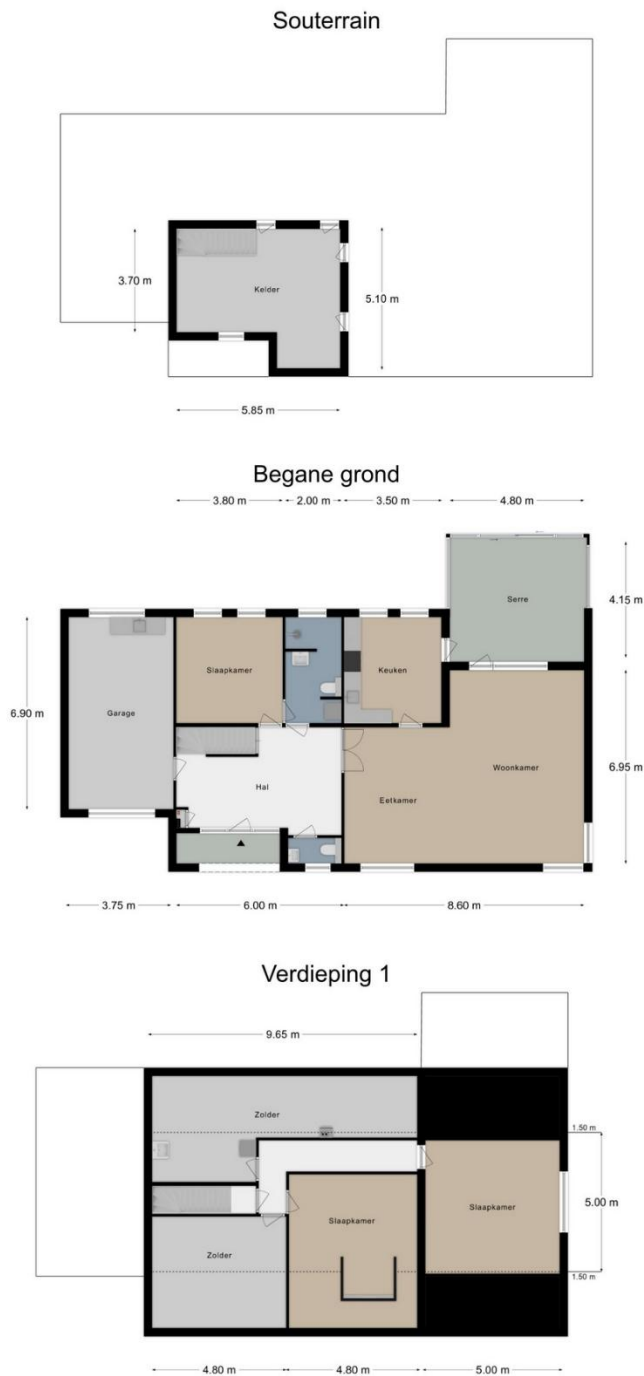 Souterrain
3.70 m
Kelder
5.10 m
5.85 m
Begane grond
3.80 m
2.00 m
3.50 m
4.80 m
Serre
4.15 m
Slaapkamer
Keuken
6.90 m
Garage
Woonkamer
6.95 m
Hal
Eetkamer
3.75 m
6.00 m
8.60 m
Verdieping 1
9.65 m
Zolder
1.50 m
Slaapkamer
Slaapkamer
5.00 m
Zolder
1.50 m
4.80 m
4.80 m
5.00 m